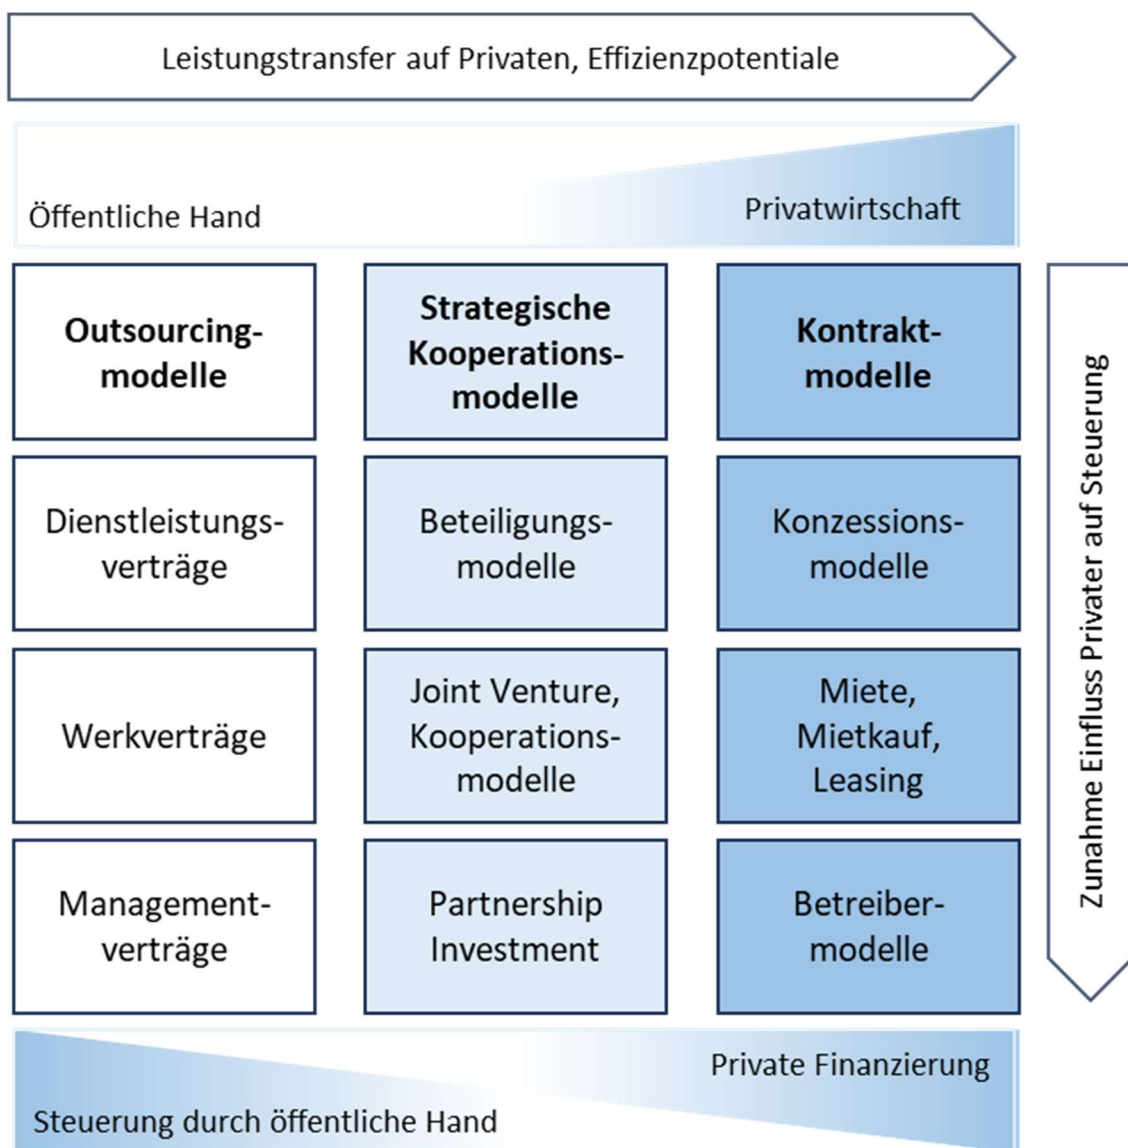 Leistungstransfer auf Privaten, Effizienzpotentiale
Öffentliche Hand
Privatwirtschaft
Outsourcing-
modelle
Strategische
Kooperations-
modelle
Kontrakt-
modelle
Dienstleistungs-
verträge
Beteiligungs-
modelle
Konzessions-
modelle
Werkverträge
Joint Venture,
Kooperations-
modelle
Miete,
Mietkauf,
Leasing
Management-
verträge
Partnership
Investment
Betreiber-
modelle
Zunahme Einfluss Privater auf Steuerung
Private Finanzierung
Steuerung durch öffentliche Hand